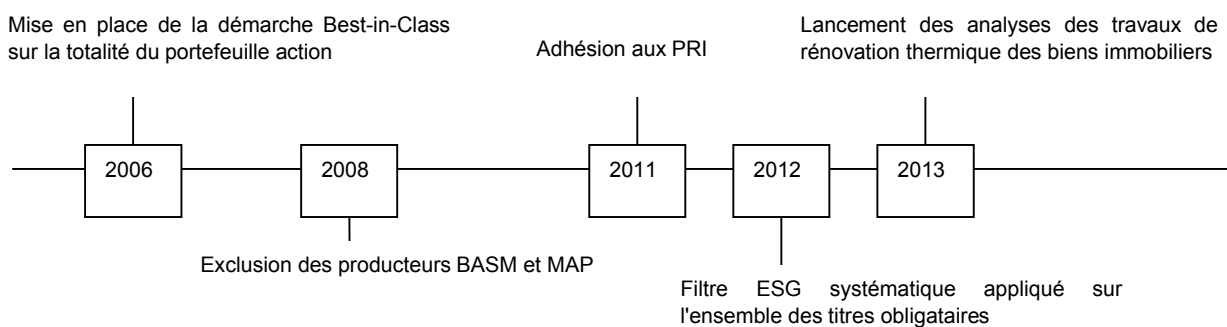 Mise en place de la démarche Best-in-Class
sur la totalité du portefeuille action
Adhésion aux PRI
Lancement des analyses des travaux de
rénovation thermique des biens immobiliers
2006
2008
2011
2012
2013
Exclusion des producteurs BASM et MAP
Filtre ESG systématique appliqué sur
l'ensemble des titres obligataires